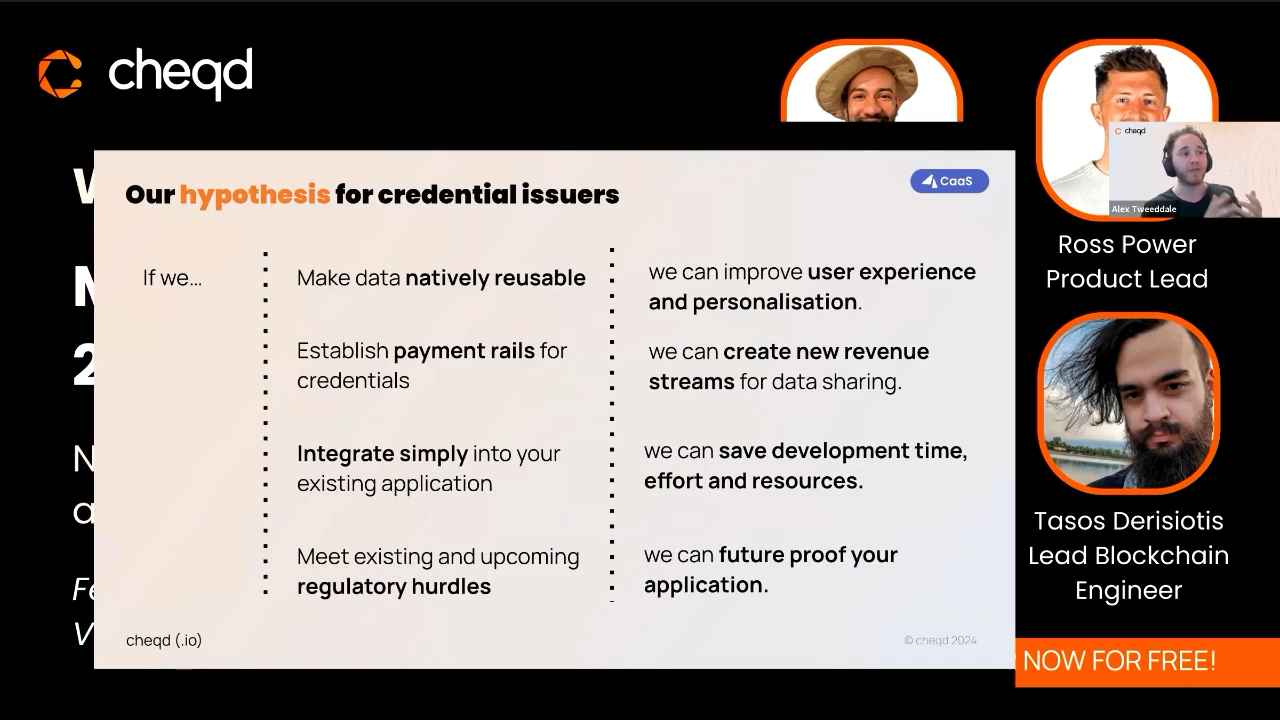 cheqd
cheqd
Alex Tweeddale
Ross Power
Product Lead
Our hypothesis for credential issuers
CaaS
If we...
Make data natively reusable
we can improve user experience
and personalisation.
Establish payment rails for
credentials
we can create new revenue
streams for data sharing.
Integrate simply into your
existing application
we can save development time,
effort and resources.
Meet existing and upcoming
regulatory hurdles
we can future proof your
application.
cheqd (.io)
© cheqd 2024
Tasos Derisiotis
Lead Blockchain
Engineer
NOW FOR FREE!